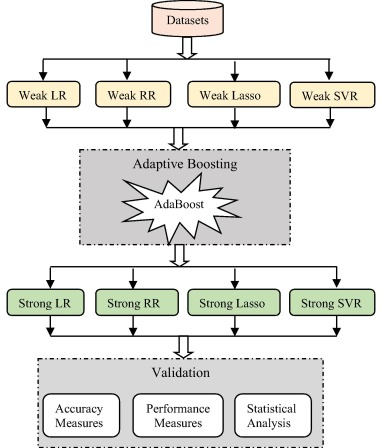 Datasets
Weak LR
Weak RR
Weak Lasso
Weak SVR
Adaptive Boosting
AdaBoost
Strong LR
Strong RR
Strong Lasso
Strong SVR
Validation
Accuracy
Measures
Performance
Measures
Statistical
Analysis